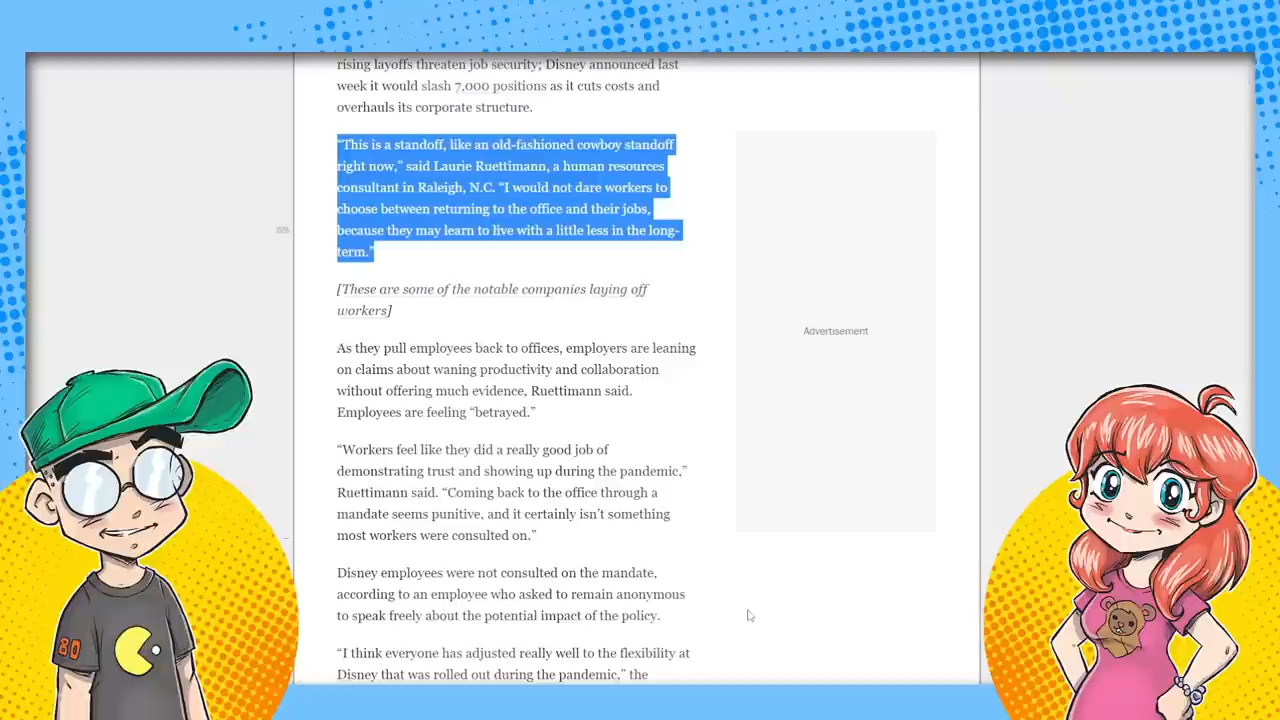 rising layoffs threaten job security; Disney announced last
week it would slash 7,000 positions as it cuts costs and
overhauls its corporate structure.
“This is a standoff, like an old-fashioned cowboy standoff
right now,” said Laurie Ruettimann, a human resources
consultant in Raleigh, N.C. “I would not dare workers to
choose between returning to the office and their jobs,
because they may learn to live with a little less in the long-
term.”
[These are some of the notable companies laying off
workers]
As they pull employees back to offices, employers are leaning
on claims about waning productivity and collaboration
without offering much evidence, Ruettimann said.
Employees are feeling “betrayed.”
“Workers feel like they did a really good job of
demonstrating trust and showing up during the pandemic,”
Ruettimann said. “Coming back to the office through a
mandate seems punitive, and it certainly isn’t something
most workers were consulted on.”
Disney employees were not consulted on the mandate,
according to an employee who asked to remain anonymous
to speak freely about the potential impact of the policy.
“I think everyone has adjusted really well to the flexibility at
Disney that was rolled out during the pandemic,” the
Advertisement
80